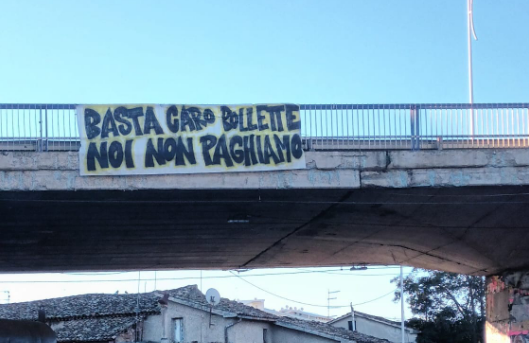 BASTA CARO BOLLETTE
NOI NON PAGHIAMO